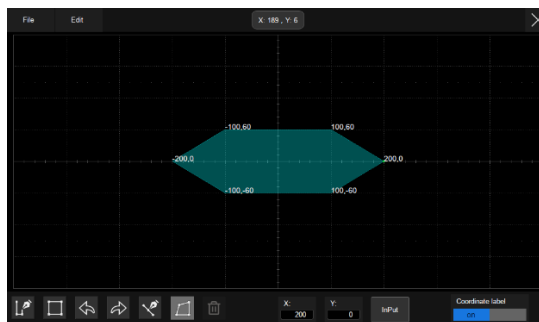 File Edit X: 189 , Y: 6
-100,60 100,60
-200,0 200,0
-100,-60 100,-60
X: Y: Coordinate label
200 0 InPut on